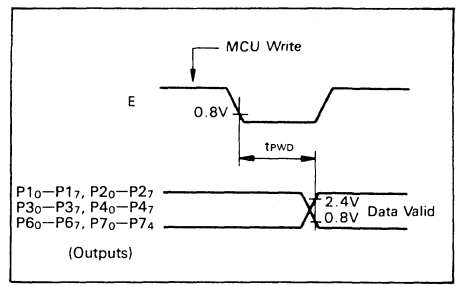 MCU Write
E
0.8V
tPWD
P1₀—P1₇, P2₀—P2₇
P3₀—P3₇, P4₀—P4₇
P6₀—P6₇, P7₀—P7₄
2.4V
0.8V
Data Valid
(Outputs)